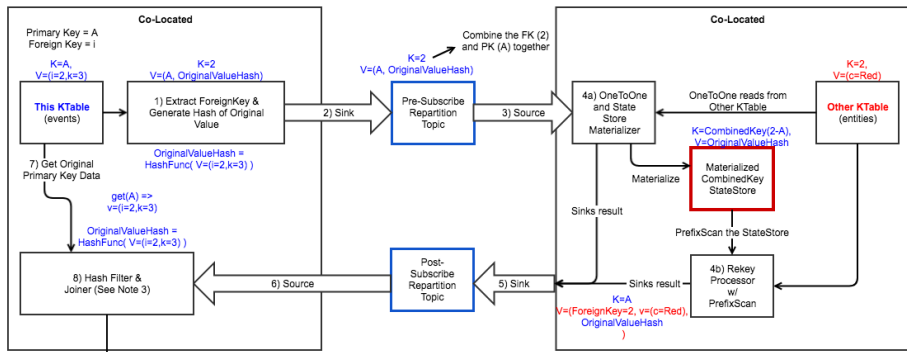 Co-Located
Primary Key = A
Foreign Key = i
K=A,
V=(i=2,k=3)
This KTable
(events)
K=2
V=(A, OriginalValueHash)
1) Extract ForeignKey &
Generate Hash of Original
Value
OriginalValueHash =
HashFunc( V=(i=2,k=3) )
2) Sink
Combine the FK (2)
and PK (A) together
K=2
V=(A, OriginalValueHash)
Pre-Subscribe
Repartition
Topic
3) Source
Co-Located
4a) OneToOne
and State
Store
Materializer
OneToOne reads from
Other KTable
K=2,
V=(c=Red)
Other KTable
(entities)
K=CombinedKey(2-A),
V=OriginalValueHash
Materialize
Materialized
CombinedKey
StateStore
Sinks result
PrefixScan the StateStore
4b) Rekey
Processor
w/
PrefixScan
Sinks result
K=A
V=(ForeignKey=2, v=(c=Red),
OriginalValueHash
)
5) Sink
Post-
Subscribe
Repartition
Topic
6) Source
7) Get Original
Primary Key Data
get(A) =>
v=(i=2,k=3)
OriginalValueHash =
HashFunc( V=(i=2,k=3) )
8) Hash Filter &
Joiner (See Note 3)